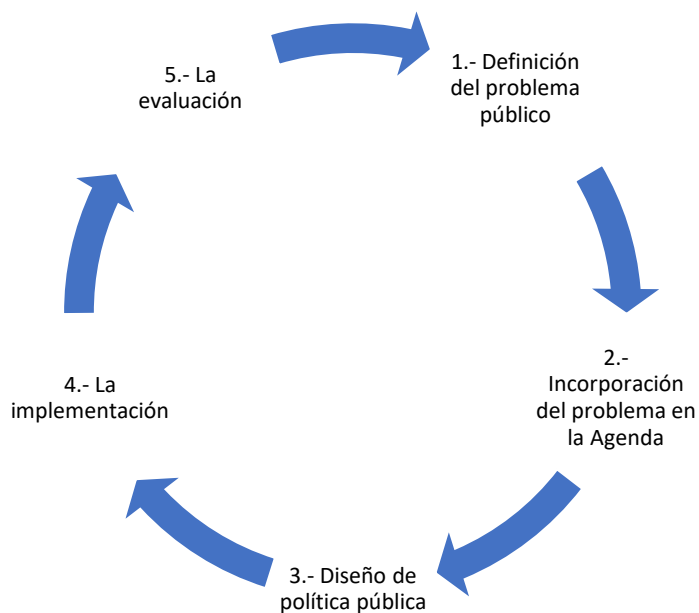 1.- Definición
del problema
público
2.-
Incorporación
del problema en
la Agenda
3.- Diseño de
política pública
4.- La
implementación
5.- La
evaluación